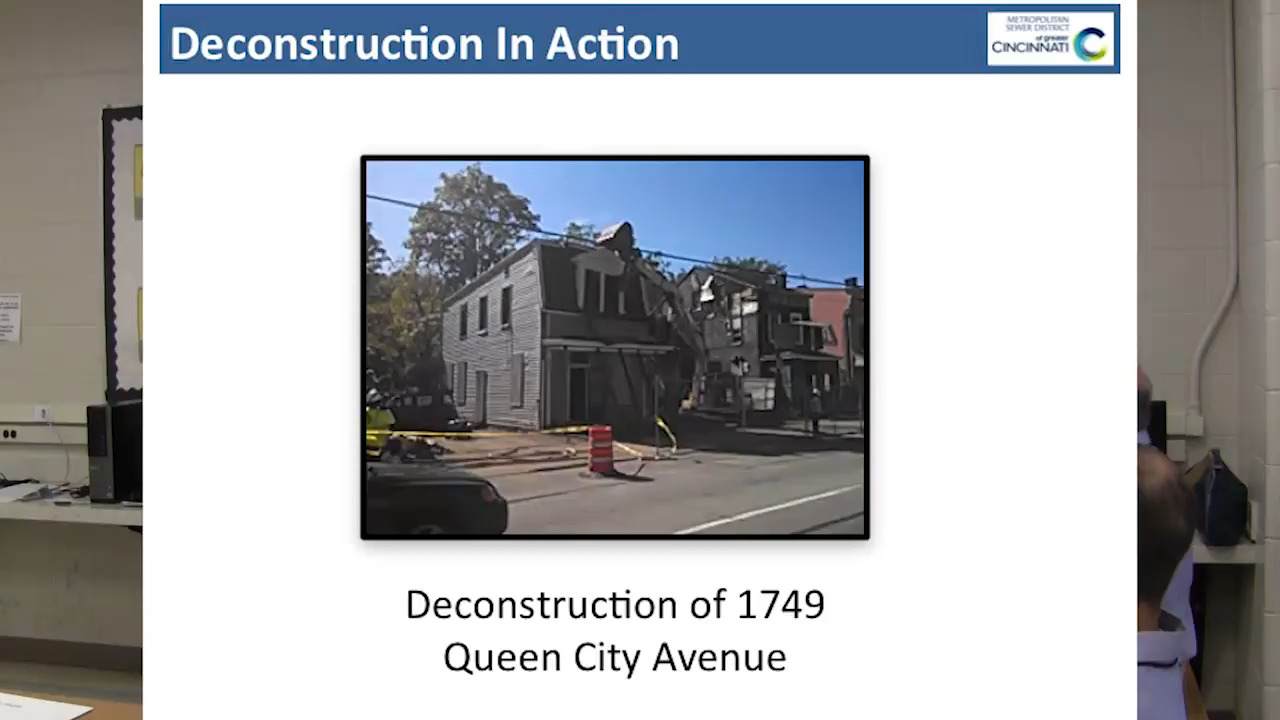 Deconstruction In Action
METROPOLITAN
SEWER DISTRICT
of greater
CINCINNATI
Deconstruction of 1749
Queen City Avenue